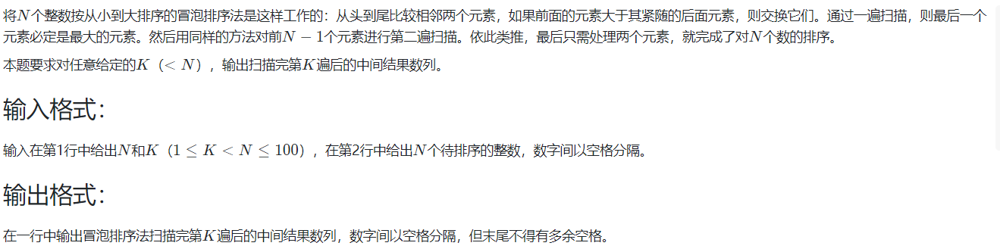 将N个整数按从小到大排序的冒泡排序法是这样工作的：从头到尾比较相邻两个元素，如果前面的元素大于其紧随的后面元素，则交换它们。通过一遍扫描，则最后一个
元素必定是最大的元素。然后用同样的方法对前N − 1个元素进行第二遍扫描。依此类推，最后只需处理两个元素，就完成了对N个数的排序。
本题要求对任意给定的K（< N），输出扫描完第K遍后的中间结果数列。
输入格式：
输入在第1行中给出N和K（1 ≤ K < N ≤ 100），在第2行中给出N个待排序的整数，数字间以空格分隔。
输出格式：
在一行中输出冒泡排序法扫描完第K遍后的中间结果数列，数字间以空格分隔，但末尾不得有多余空格。